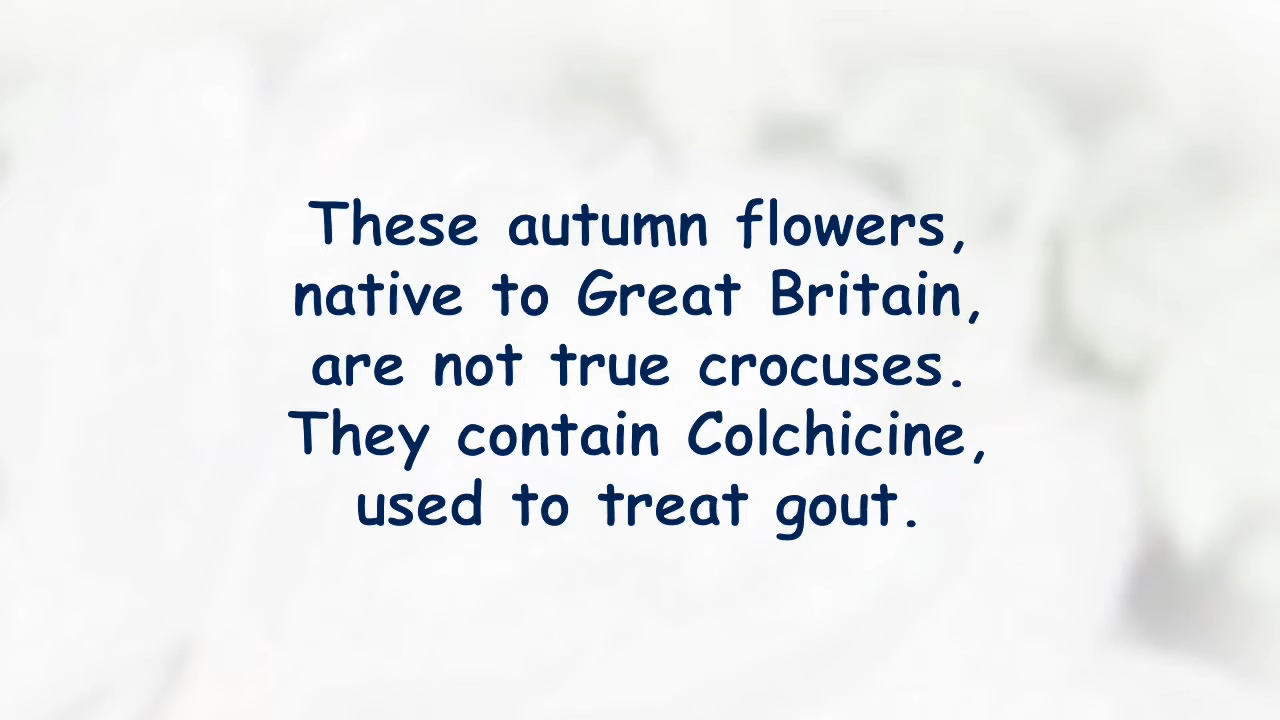 These autumn flowers,
native to Great Britain,
are not true crocuses.
They contain Colchicine,
used to treat gout.